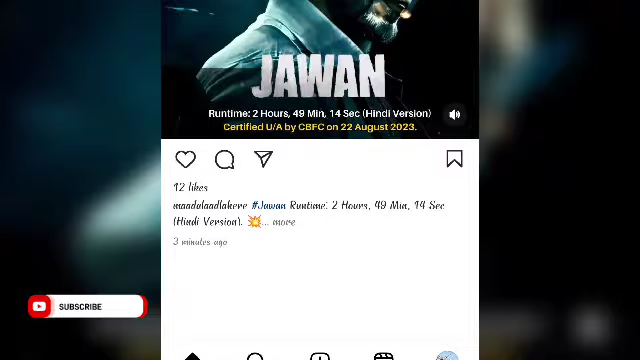 JAWAN
Runtime: 2 Hours, 49 Min, 14 Sec (Hindi Version)
Certified U/A by CBFC on 22 August 2023.
12 likes
maadulaadlahere #Jawan Runtime: 2 Hours, 49 Min, 14 Sec
(Hindi Version). 💥... more
3 minutes ago
SUBSCRIBE